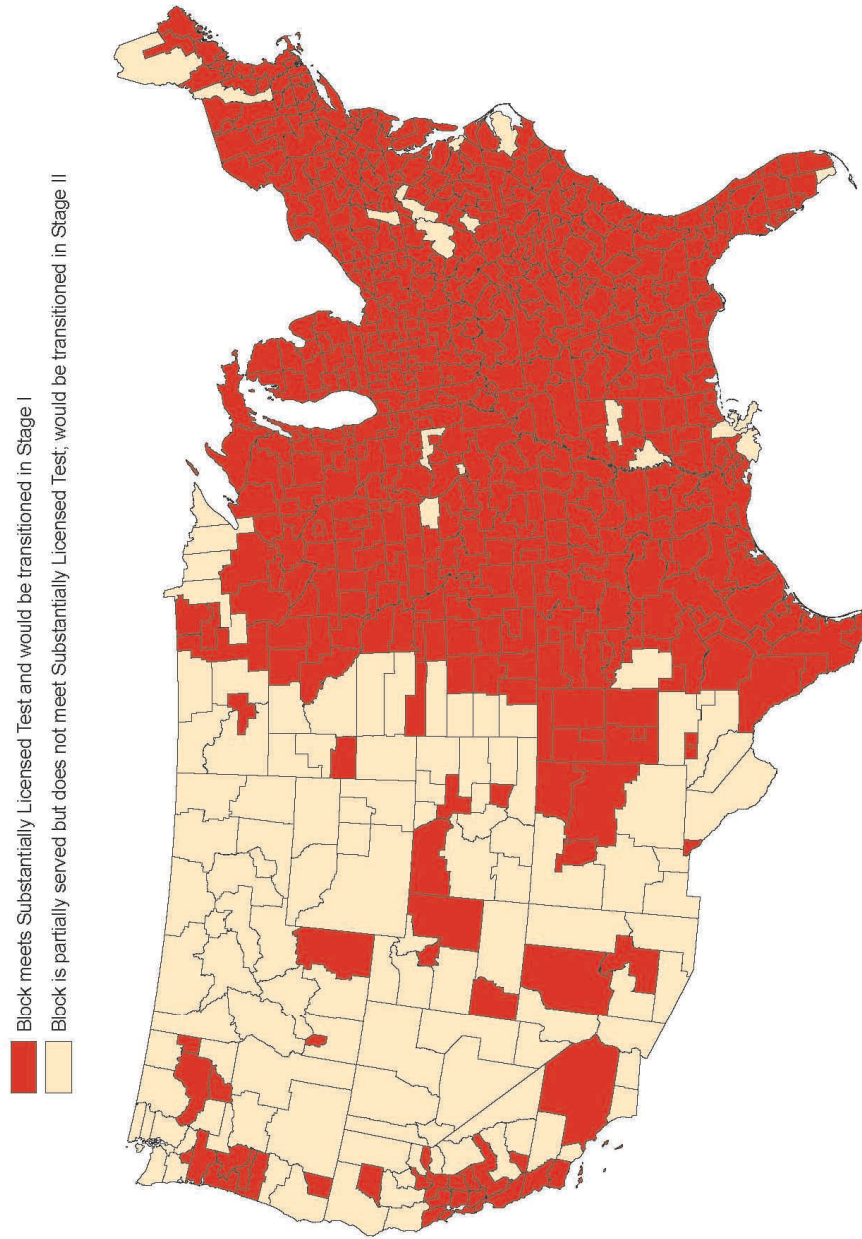 Block meets Substantially Licensed Test and would be transitioned in Stage I
Block is partially served but does not meet Substantially Licensed Test; would be transitioned in Stage II